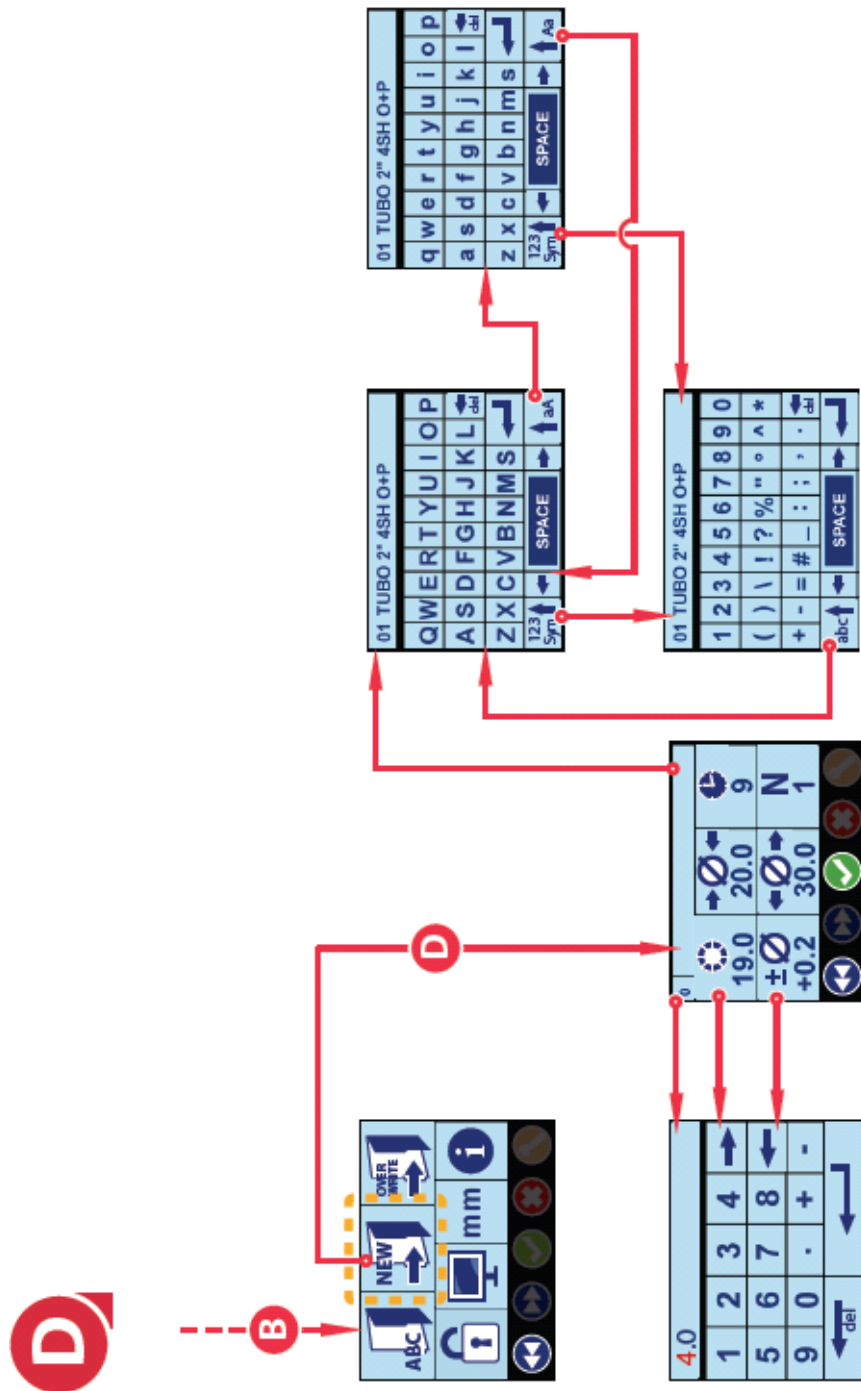 D
B
ABC NEW OVER WRITE
mm i
D
01 TUBO 2" 4SH O+P
Q W E R T Y U I O P
A S D F G H J K L del
Z X C V B N M S
123 Sym SPACE aA
01 TUBO 2" 4SH O+P
q w e r t y u i o p
a s d f g h j k l del
z x c v b n m s
123 Sym SPACE Aa
4.0
1 2 3 4
5 6 7 8
9 0 . + -
del
0
19.0 20.0 9
± Ø Ø N
+0.2 30.0 1
01 TUBO 2" 4SH O+P
1 2 3 4 5 6 7 8 9 0
( ) \ ! ? % " ° ^ *
+ - = # _ : ; , . del
abc SPACE